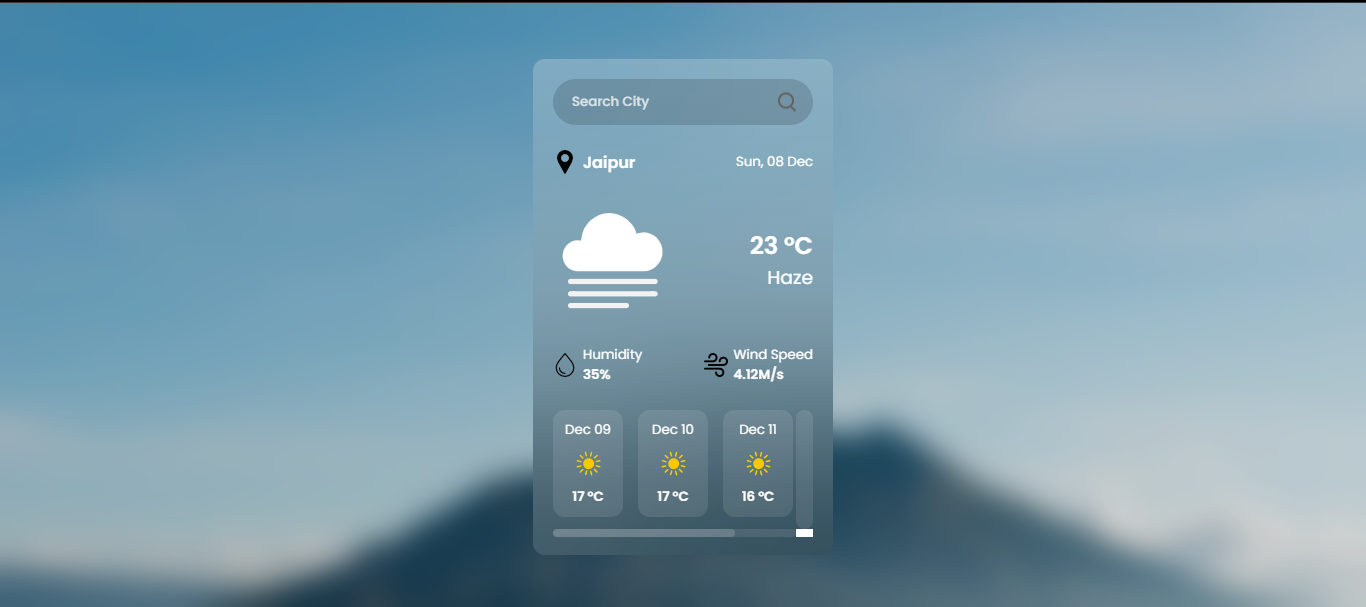 Search City
Jaipur
Sun, 08 Dec
23 °C
Haze
Humidity
35%
Wind Speed
4.12M/s
Dec 09
17 °C
Dec 10
17 °C
Dec 11
16 °C